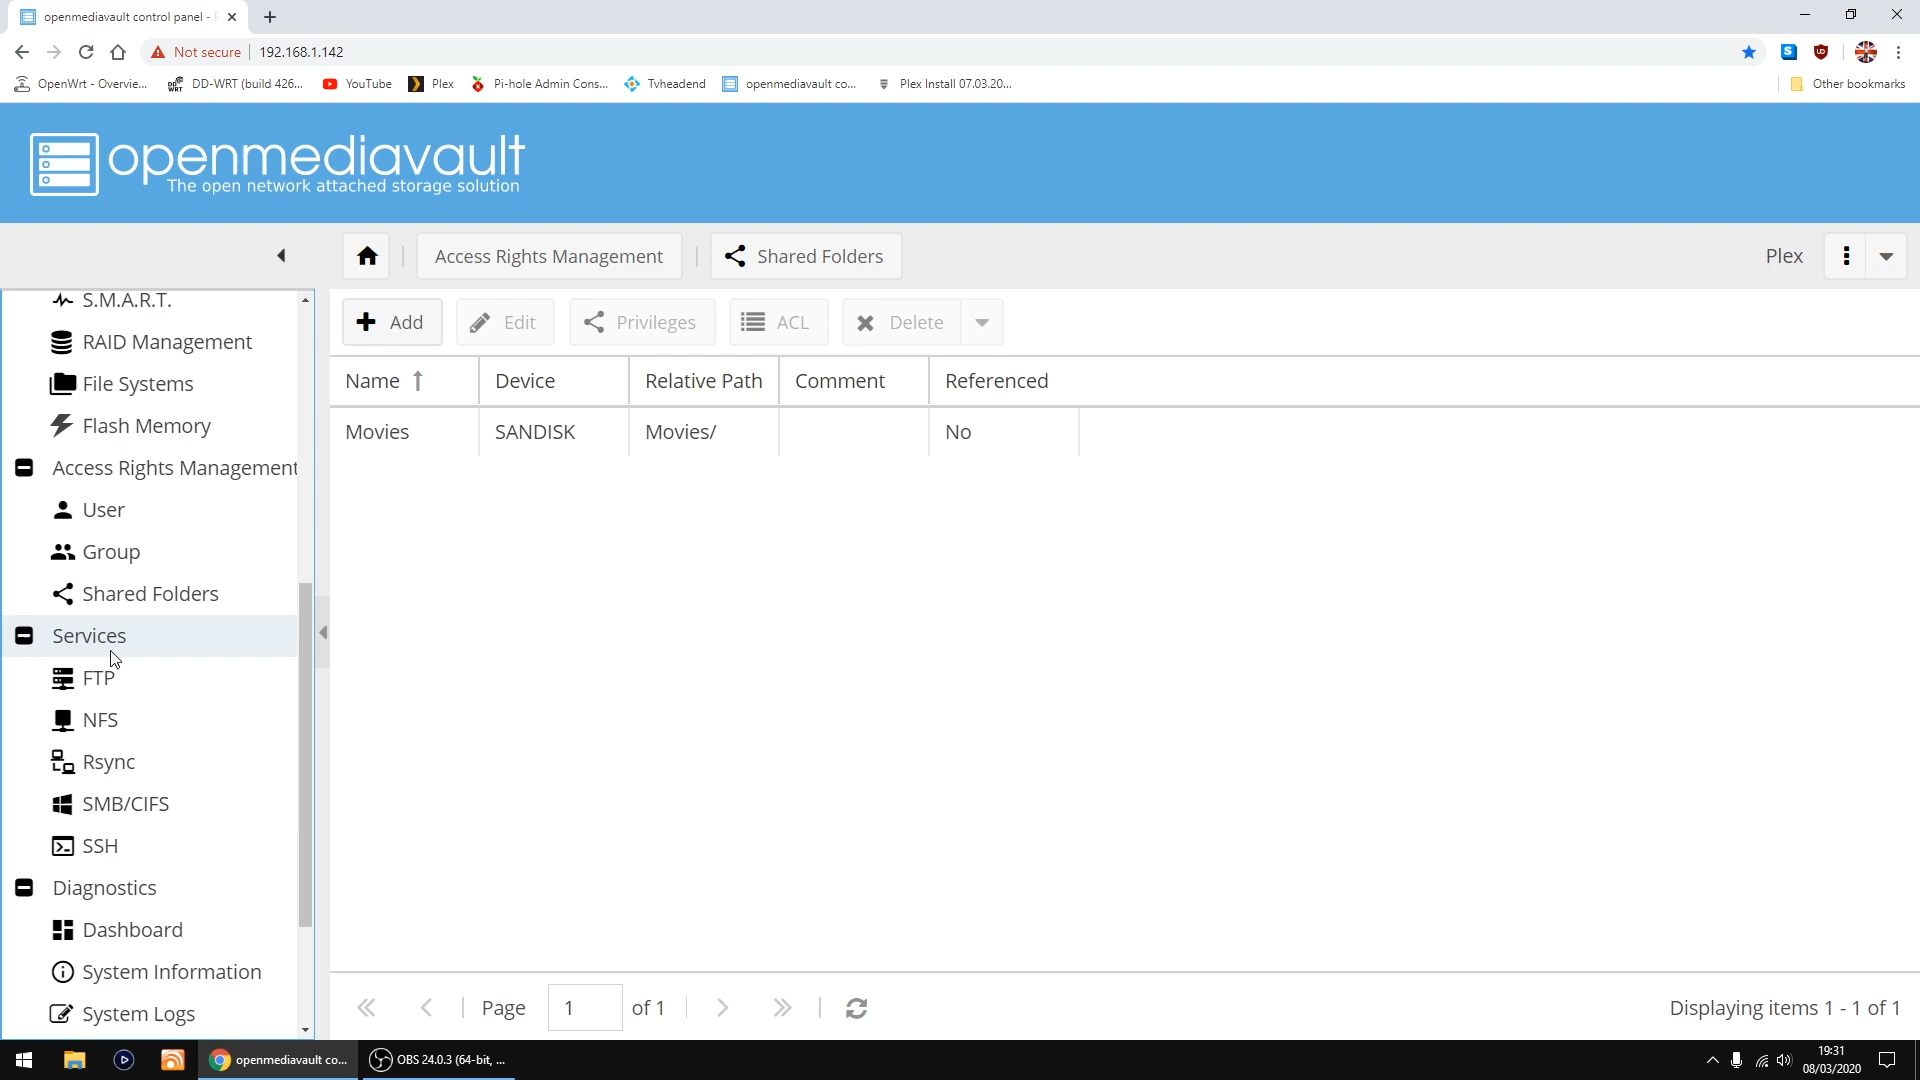 openmediavault control panel -
Not secure
192.168.1.142
OpenWrt - Overvie...
DD-WRT (build 426...
YouTube
Plex
Pi-hole Admin Cons...
Tvheadend
openmediavault co...
Plex Install 07.03.20...
Other bookmarks
openmediavault
The open network attached storage solution
Access Rights Management
Shared Folders
Plex
S.M.A.R.T.
RAID Management
File Systems
Flash Memory
Access Rights Management
User
Group
Shared Folders
Services
FTP
NFS
Rsync
SMB/CIFS
SSH
Diagnostics
Dashboard
System Information
System Logs
Add
Edit
Privileges
ACL
Delete
Name
Device
Relative Path
Comment
Referenced
Movies
SANDISK
Movies/
No
Page
1
of 1
Displaying items 1 - 1 of 1
openmediavault co...
OBS 24.0.3 (64-bit, ...
19:31
08/03/2020